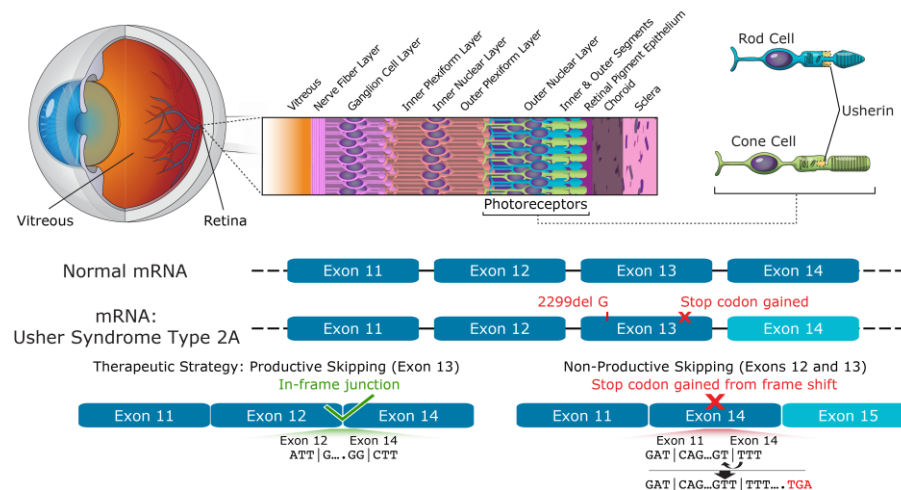 Vitreous
Nerve Fiber Layer
Ganglion Cell Layer
Inner Plexiform Layer
Inner Nuclear Layer
Outer Plexiform Layer
Outer Nuclear Layer
Inner & Outer Segments
Retinal Pigment Epithelium
Choroid
Sclera
Rod Cell
Usherin
Cone Cell
Vitreous
Retina
Photoreceptors
Normal mRNA
Exon 11
Exon 12
Exon 13
Exon 14
2299del G
Stop codon gained
mRNA:
Usher Syndrome Type 2A
Exon 11
Exon 12
Exon 13
Exon 14
Therapeutic Strategy: Productive Skipping (Exon 13)
In-frame junction
Exon 11
Exon 12
Exon 14
Exon 12 Exon 14
ATT|G....GG|CTT
Non-Productive Skipping (Exons 12 and 13)
Stop codon gained from frame shift
Exon 11
Exon 14
Exon 15
Exon 11 Exon 14
GAT|CAG...GT|TTT
GAT|CAG...GTT|TTT....TGA